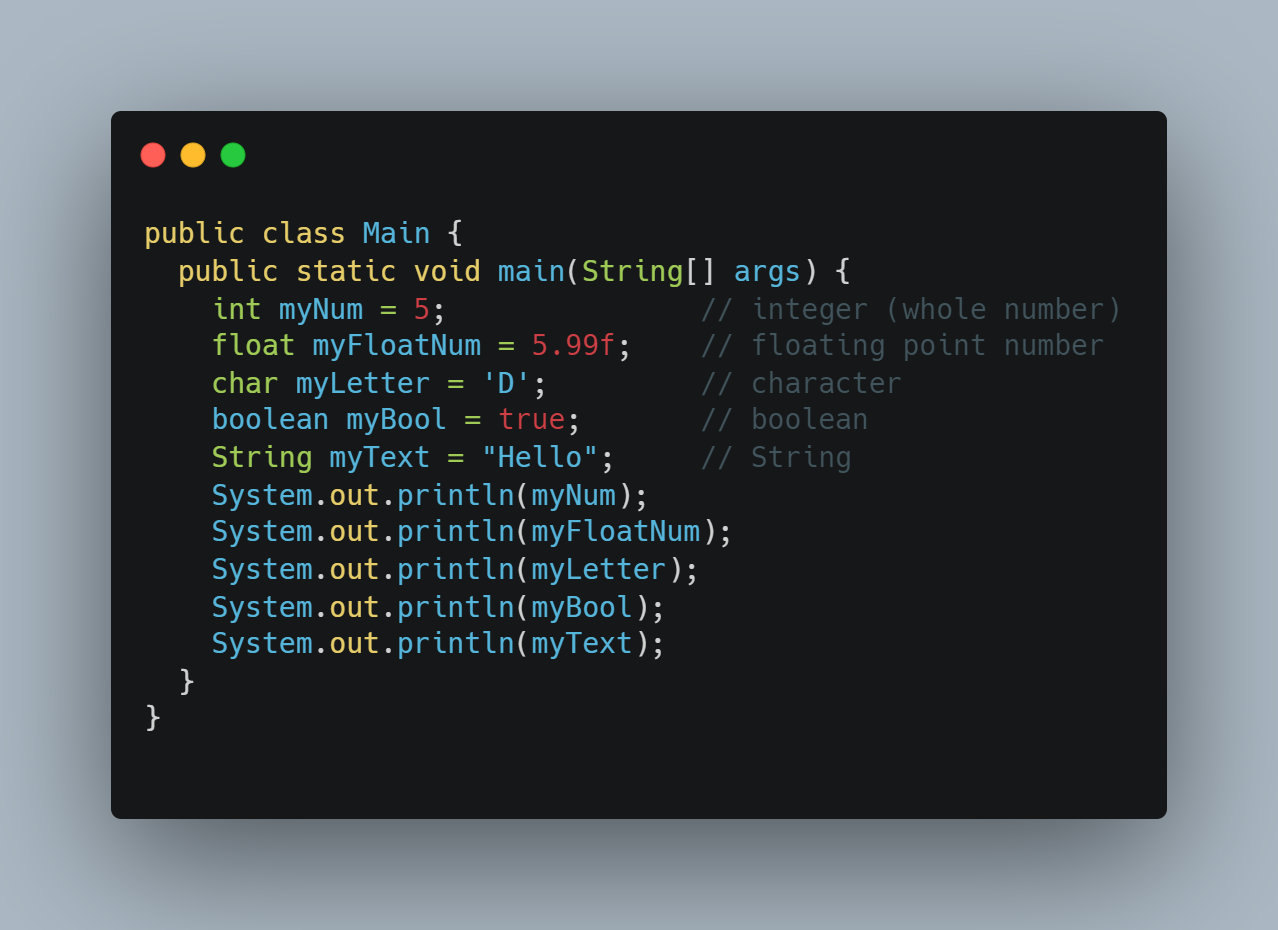 public class Main {
  public static void main(String[] args) {
    int myNum = 5;               // integer (whole number)
    float myFloatNum = 5.99f;    // floating point number
    char myLetter = 'D';         // character
    boolean myBool = true;       // boolean
    String myText = "Hello";     // String
    System.out.println(myNum);
    System.out.println(myFloatNum);
    System.out.println(myLetter);
    System.out.println(myBool);
    System.out.println(myText);
  }
}